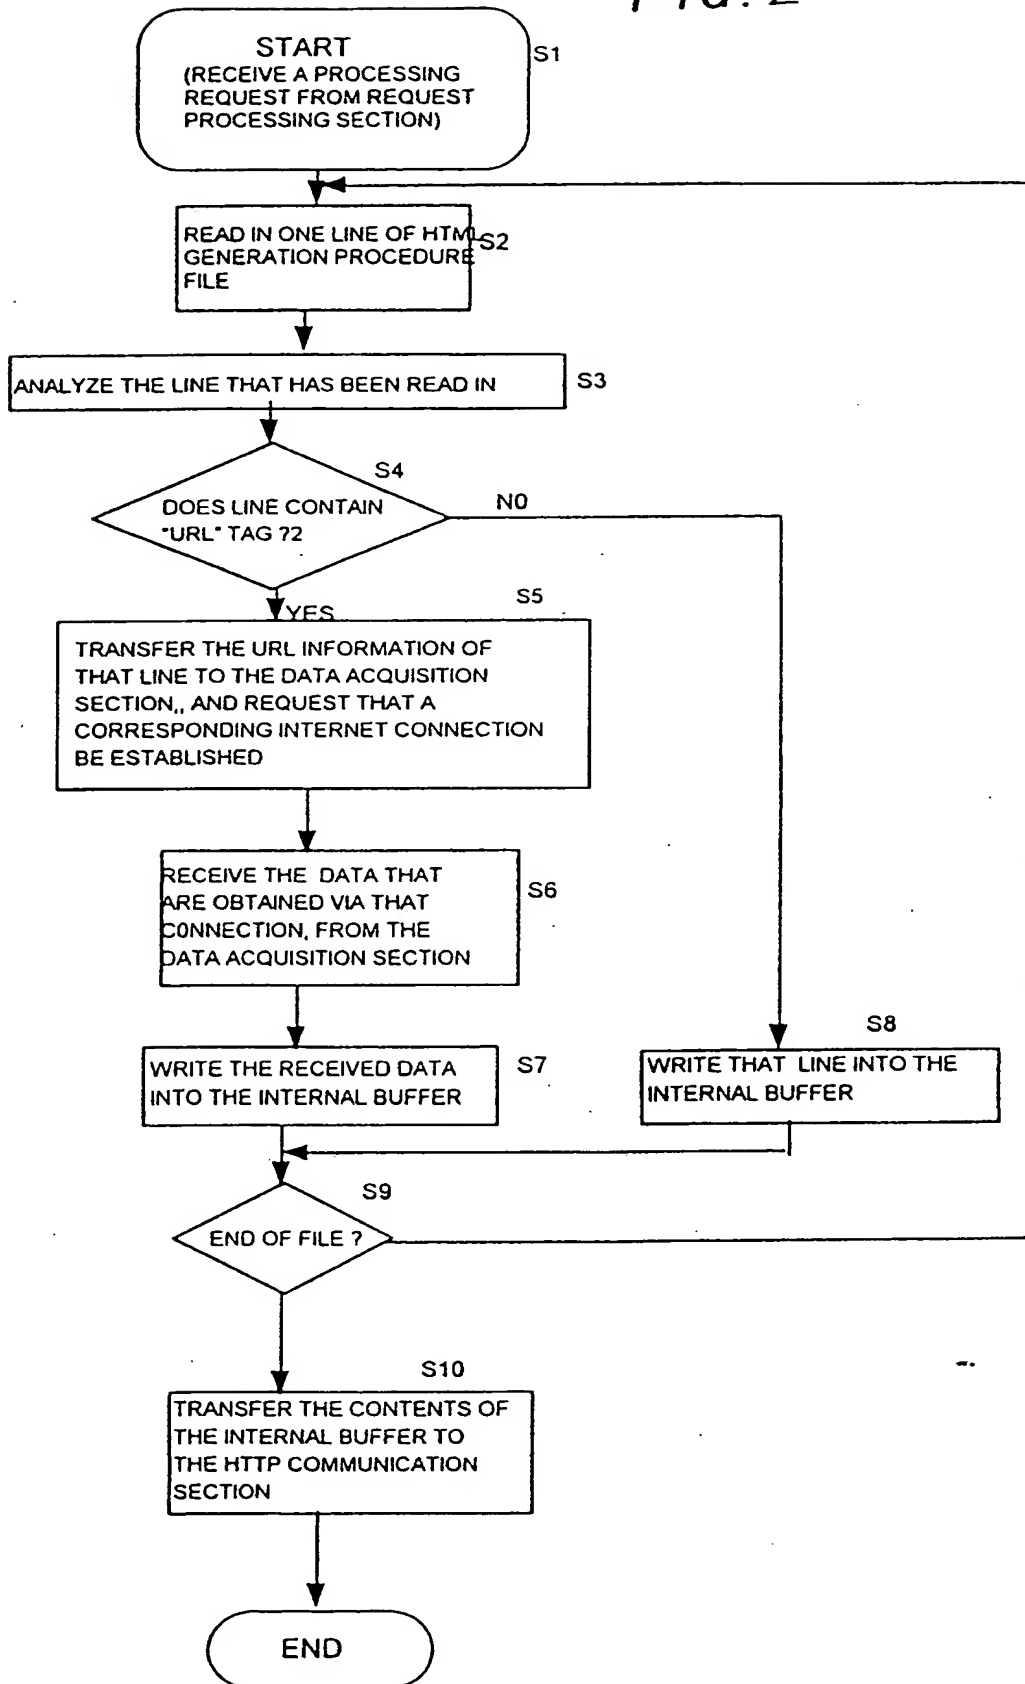 FIG. 2
START
(RECEIVE A PROCESSING
REQUEST FROM REQUEST
PROCESSING SECTION)
S1
READ IN ONE LINE OF HTML
GENERATION PROCEDURE
FILE
S2
ANALYZE THE LINE THAT HAS BEEN READ IN
S3
S4
DOES LINE CONTAIN
"URL" TAG ?2
NO
YES
S5
TRANSFER THE URL INFORMATION OF
THAT LINE TO THE DATA ACQUISITION
SECTION,, AND REQUEST THAT A
CORRESPONDING INTERNET CONNECTION
BE ESTABLISHED
RECEIVE THE DATA THAT
ARE OBTAINED VIA THAT
CONNECTION, FROM THE
DATA ACQUISITION SECTION
S6
WRITE THE RECEIVED DATA
INTO THE INTERNAL BUFFER
S7
S8
WRITE THAT LINE INTO THE
INTERNAL BUFFER
S9
END OF FILE ?
S10
TRANSFER THE CONTENTS OF
THE INTERNAL BUFFER TO
THE HTTP COMMUNICATION
SECTION
END